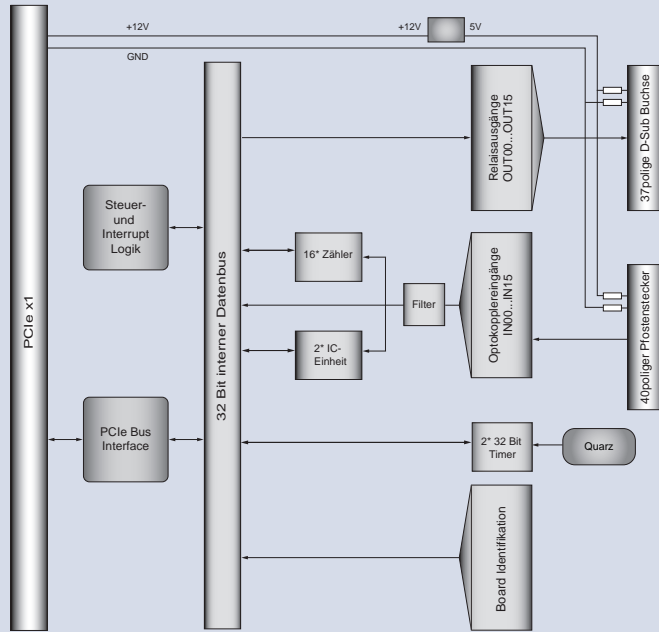 +12V
+12V
5V
GND
PCIe x1
32 Bit interner Datenbus
Relaisausgänge
OUT00...OUT15
37polige D-Sub Buchse
Steuer-
und
Interrupt
Logik
16* Zähler
Filter
Optokopplereingänge
IN00...IN15
40poliger Pfostenstecker
2* IC-
Einheit
PCIe Bus
Interface
2* 32 Bit
Timer
Quarz
Board Identifikation